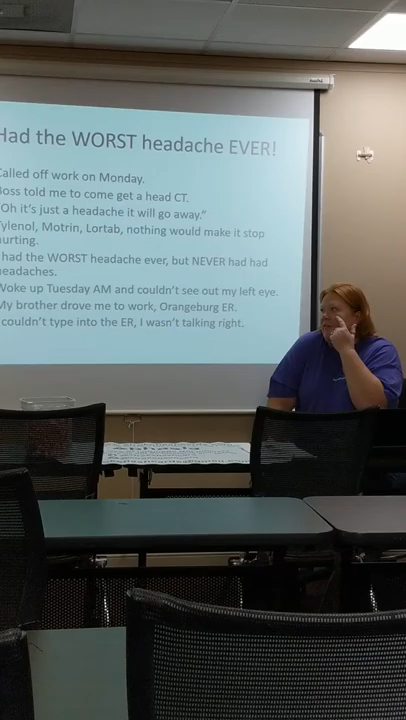 Had the WORST headache EVER!
Called off work on Monday.
Boss told me to come get a head CT.
"Oh it's just a headache it will go away."
Tylenol, Motrin, Lortab, nothing would make it stop
hurting.
had the WORST headache ever, but NEVER had had
headaches.
Woke up Tuesday AM and couldn't see out my left eye.
My brother drove me to work, Orangeburg ER.
couldn't type into the ER, I wasn't talking right.
Aphasia